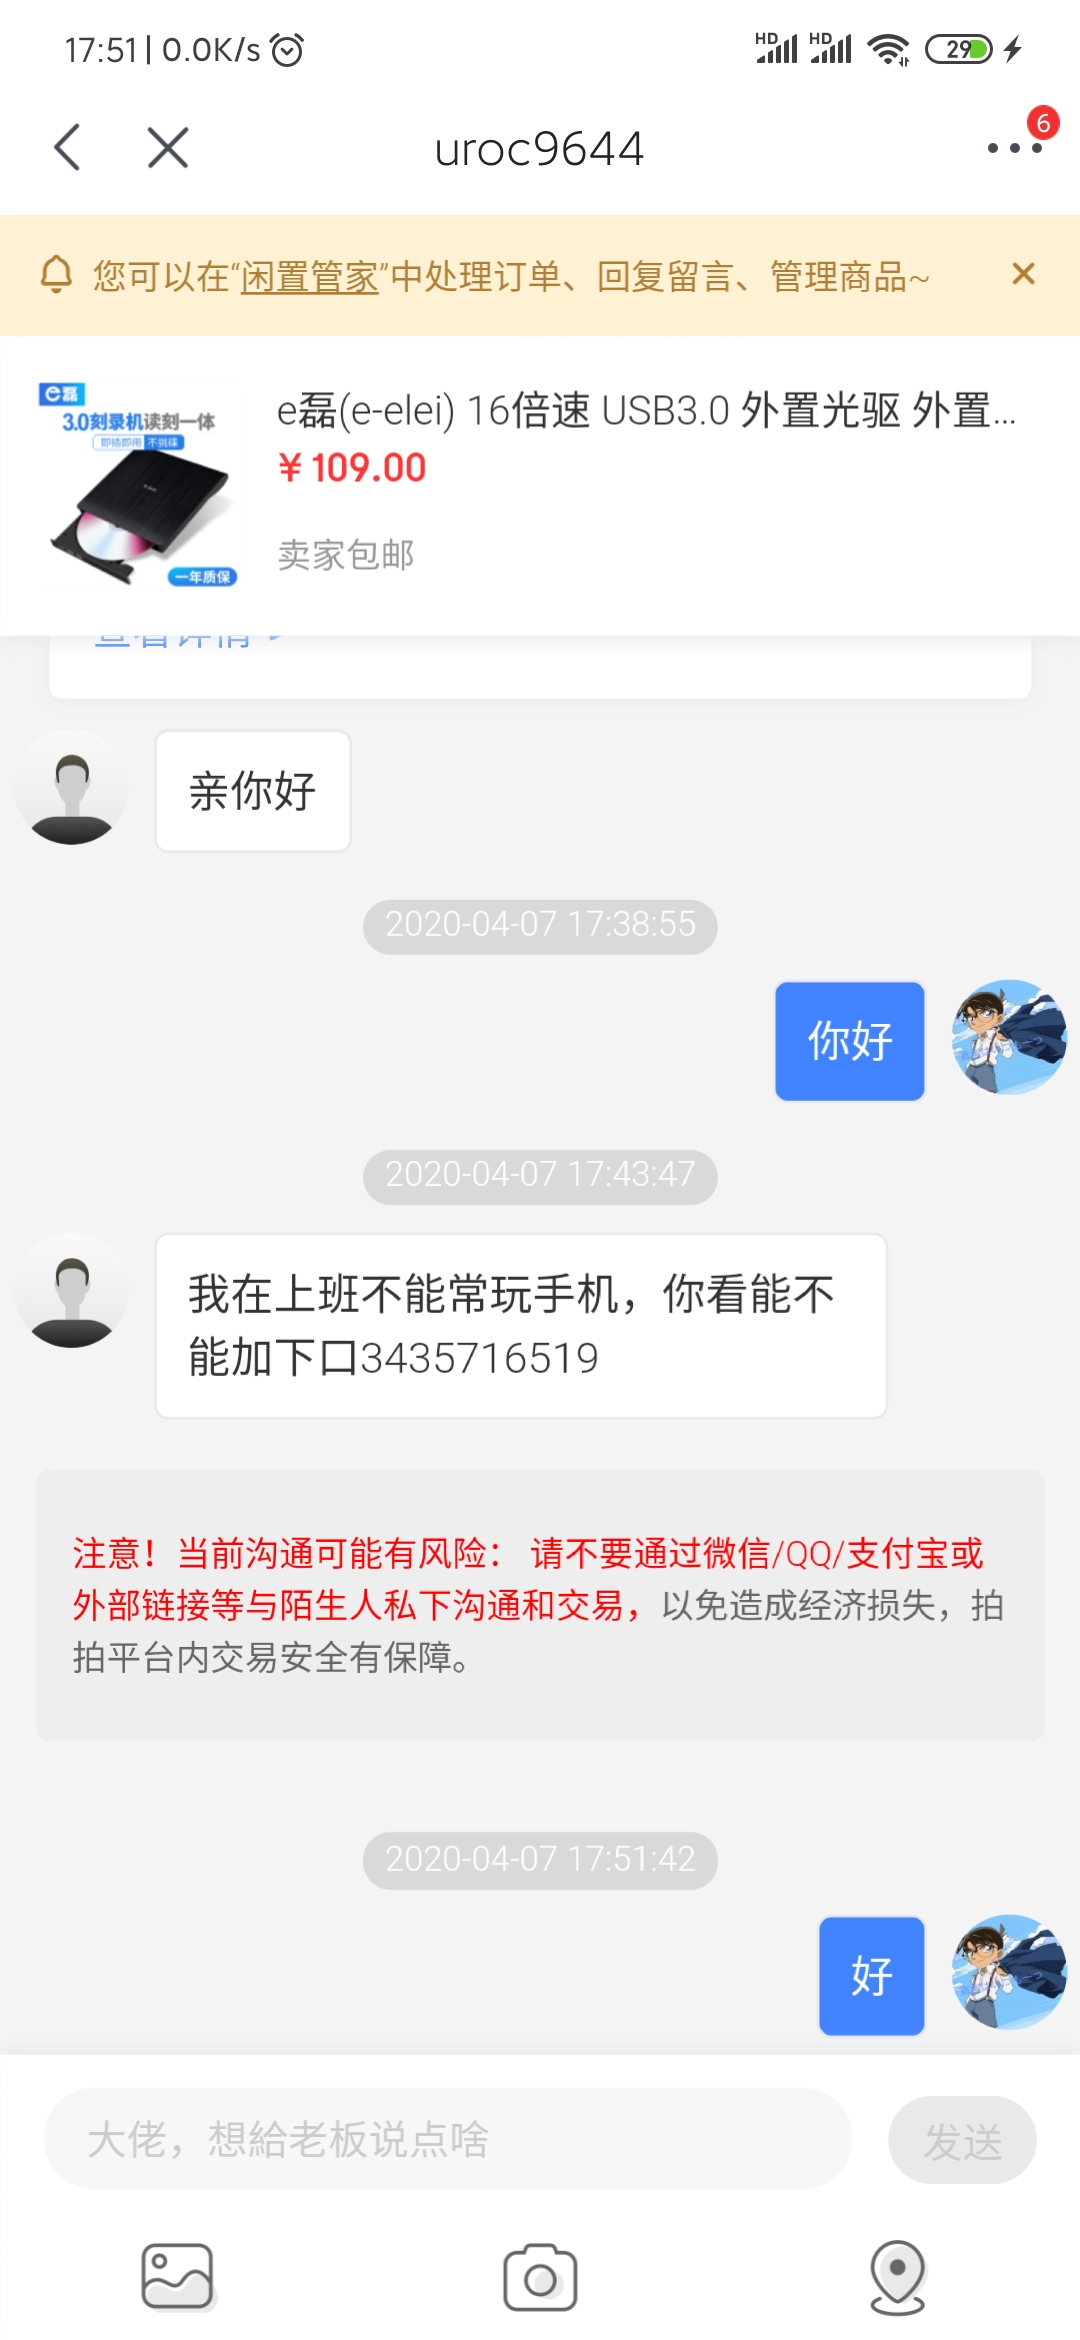 17:51 | 0.0K/s
HD HD 29
uroc9644
6
您可以在“闲置管家”中处理订单、回复留言、管理商品~
e磊
3.0刻录机读刻一体
即插即用 不挑碟
一年质保
e磊(e-elei) 16倍速 USB3.0 外置光驱 外置...
¥109.00
卖家包邮
查看详情 >
亲你好
2020-04-07 17:38:55
你好
2020-04-07 17:43:47
我在上班不能常玩手机，你看能不
能加下口3435716519
注意！当前沟通可能有风险： 请不要通过微信/QQ/支付宝或
外部链接等与陌生人私下沟通和交易，以免造成经济损失，拍
拍平台内交易安全有保障。
2020-04-07 17:51:42
好
大佬，想給老板说点啥
发送